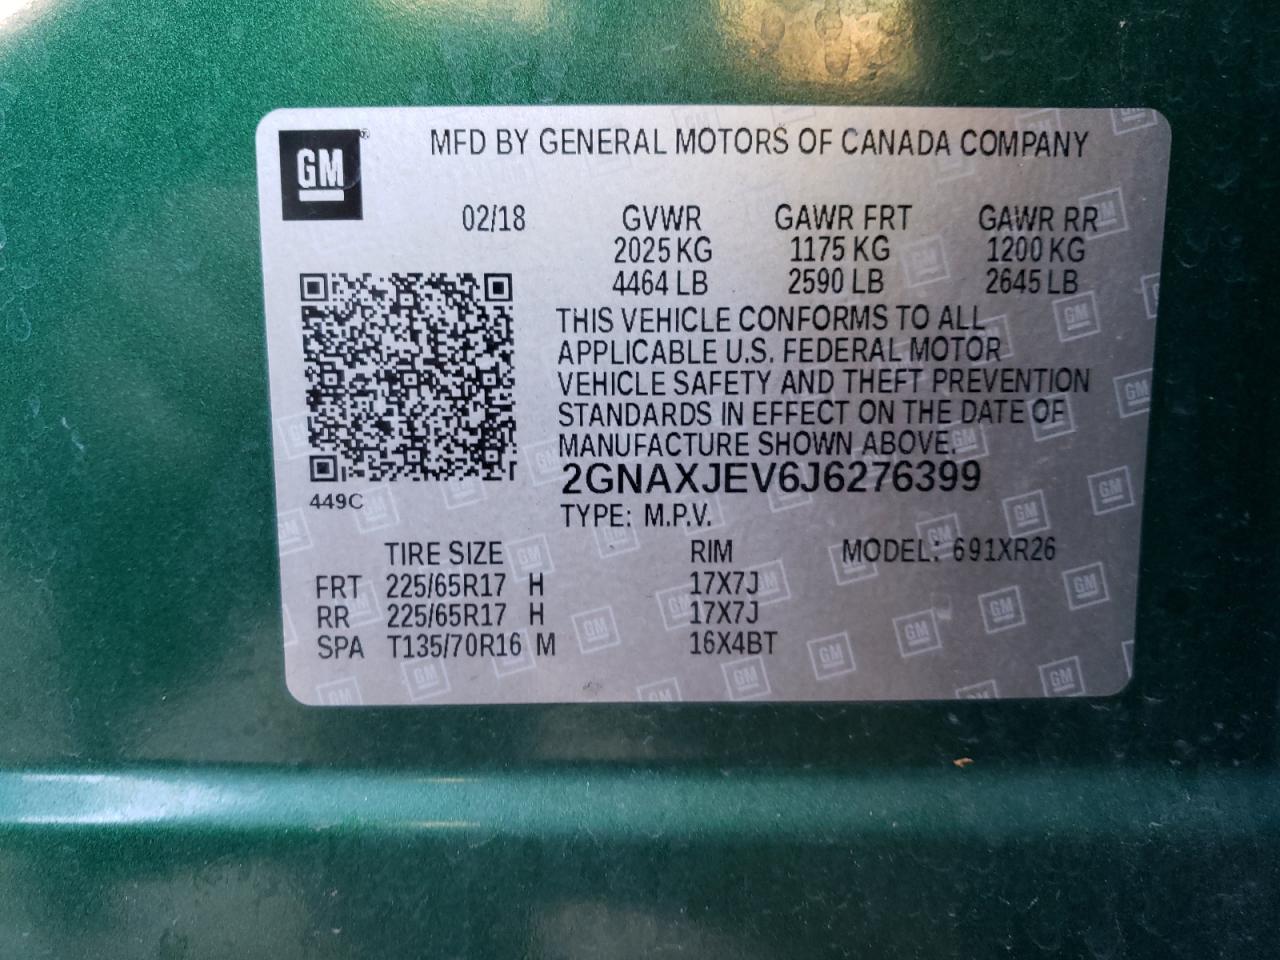 GM
MFD BY GENERAL MOTORS OF CANADA COMPANY
02/18 GVWR GAWR FRT GAWR RR
2025 KG 1175 KG 1200 KG
4464 LB 2590 LB 2645 LB
THIS VEHICLE CONFORMS TO ALL
APPLICABLE U.S. FEDERAL MOTOR
VEHICLE SAFETY AND THEFT PREVENTION
STANDARDS IN EFFECT ON THE DATE OF
MANUFACTURE SHOWN ABOVE.
2GNAXJEV6J6276399
449C
TYPE: M.P.V.
TIRE SIZE RIM MODEL: 691XR26
FRT 225/65R17 H 17X7J
RR 225/65R17 H 17X7J
SPA T135/70R16 M 16X4BT